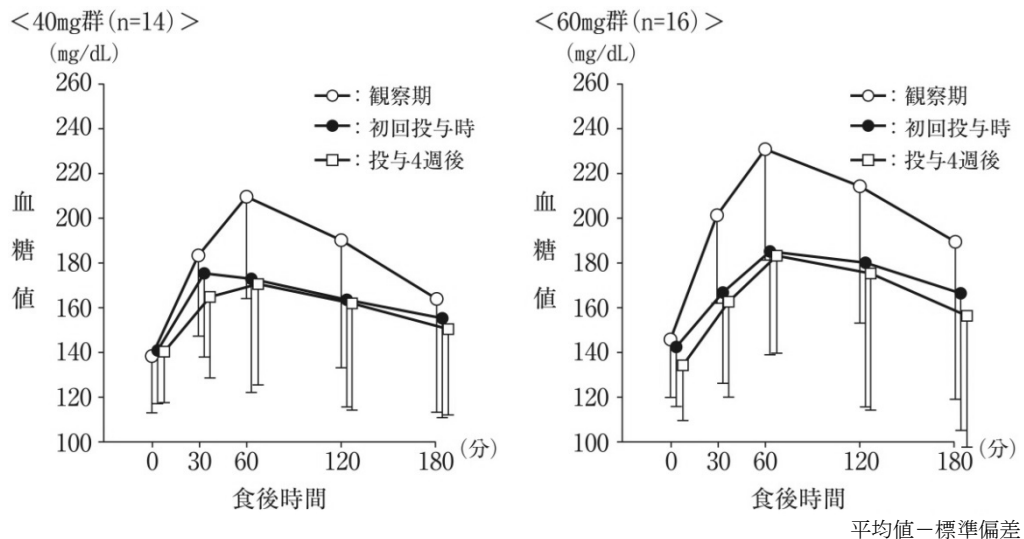 ＜40mg群(n=14)＞
(mg/dL)
260
240
220
200
180
160
140
120
100
血糖値
○：観察期
●：初回投与時
□：投与4週後
0 30 60 120 180 (分)
食後時間
＜60mg群(n=16)＞
(mg/dL)
260
240
220
200
180
160
140
120
100
血糖値
○：観察期
●：初回投与時
□：投与4週後
0 30 60 120 180 (分)
食後時間
平均値－標準偏差